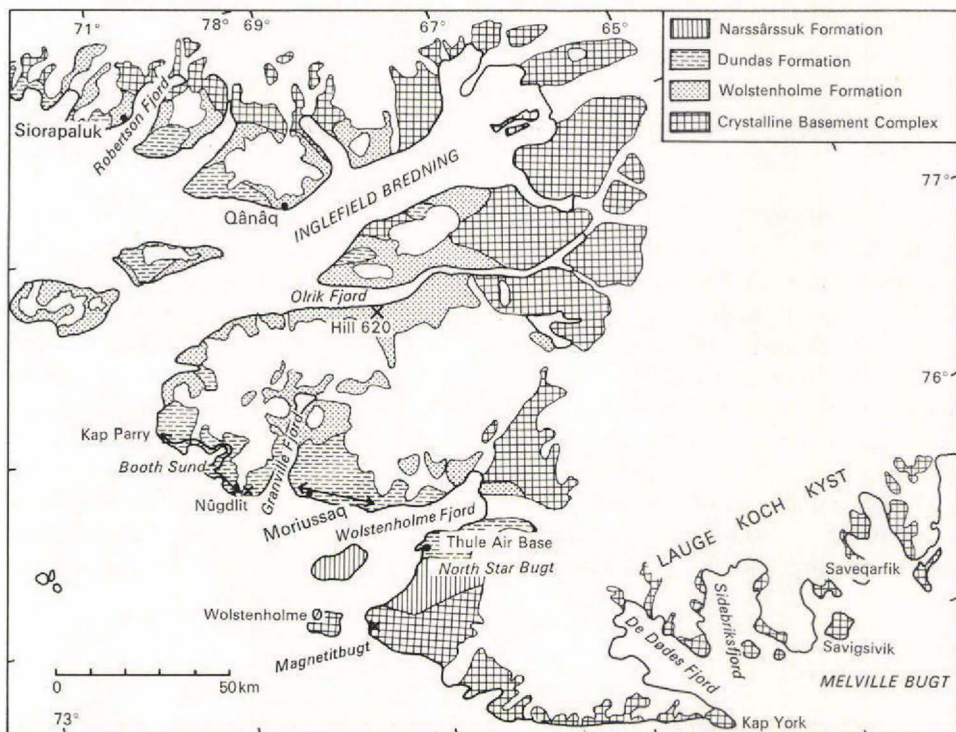 71°
78°
69°
67°
65°
Narssârssuk Formation
Dundas Formation
Wolstenholme Formation
Crystalline Basement Complex
Siorapaluk
Robertson Fjord
Qânâq
INGLEFIELD BREDNING
77°
Olrik Fjord
Hill 620
76°
Kap Parry
Booth Sund
Nûgdlit
Granville Fjord
Moriussaq
Wolstenholme Fjord
Thule Air Base
North Star Bugt
LAUGE KOCH KYST
Saveqarfik
Wolstenholme Ø
Sidebriksfjord
De Dødes Fjord
Savigsivik
Magnetitbugt
MELVILLE BUGT
0 50 km
Kap York
73°